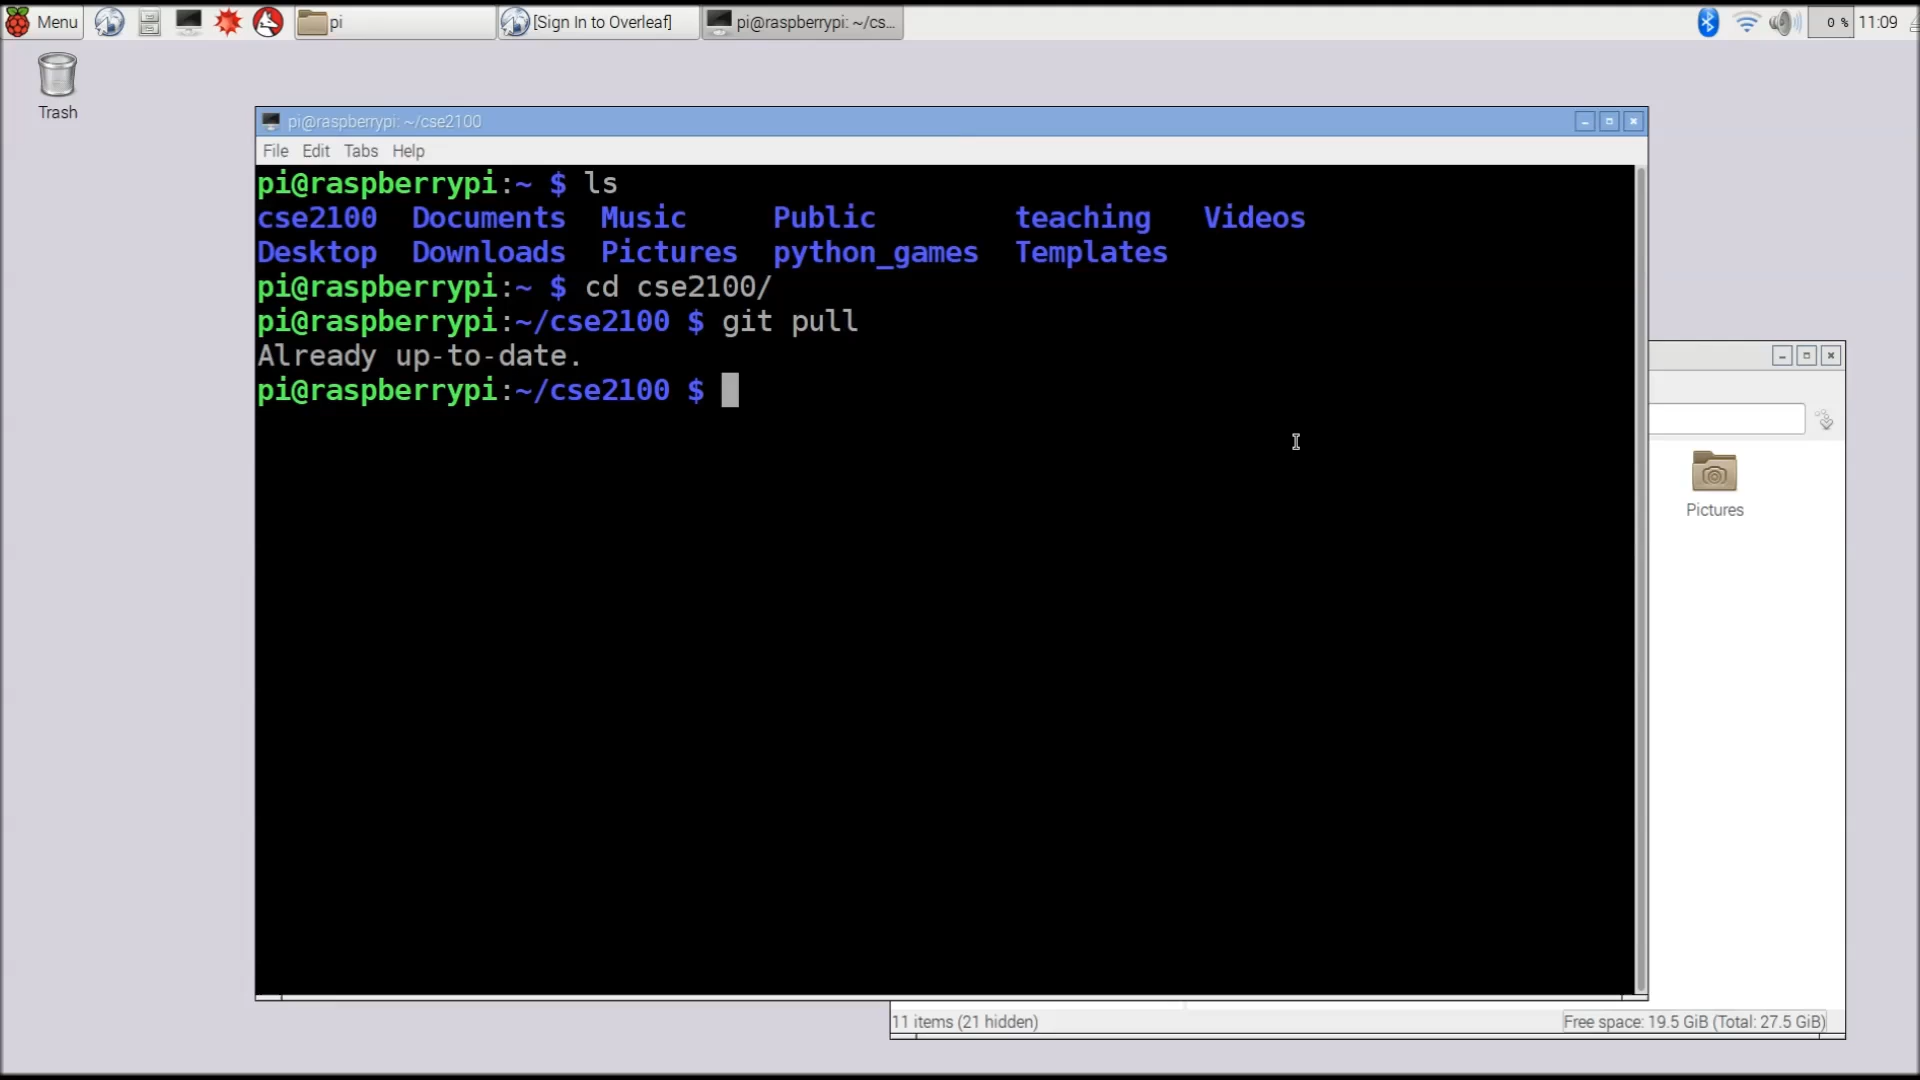 Menu pi [Sign In to Overleaf] pi@raspberrypi: ~/cs... 0 % 11:09
Trash
pi@raspberrypi: ~/cse2100
File Edit Tabs Help
pi@raspberrypi:~ $ ls
cse2100 Documents Music Public teaching Videos
Desktop Downloads Pictures python_games Templates
pi@raspberrypi:~ $ cd cse2100/
pi@raspberrypi:~/cse2100 $ git pull
Already up-to-date.
pi@raspberrypi:~/cse2100 $
Pictures
11 items (21 hidden) Free space: 19.5 GiB (Total: 27.5 GiB)